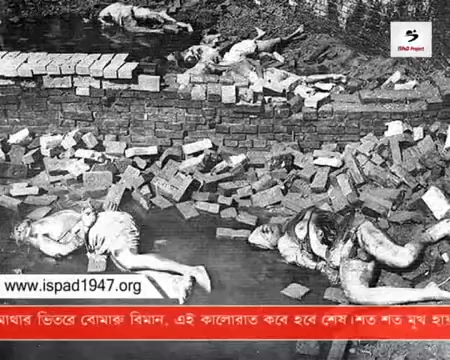 ISPaD Project
www.ispad1947.org
মাথার ভিতরে বোমারু বিমান, এই কালোরাত কবে হবে শেষ। শত শত মুখ হায়